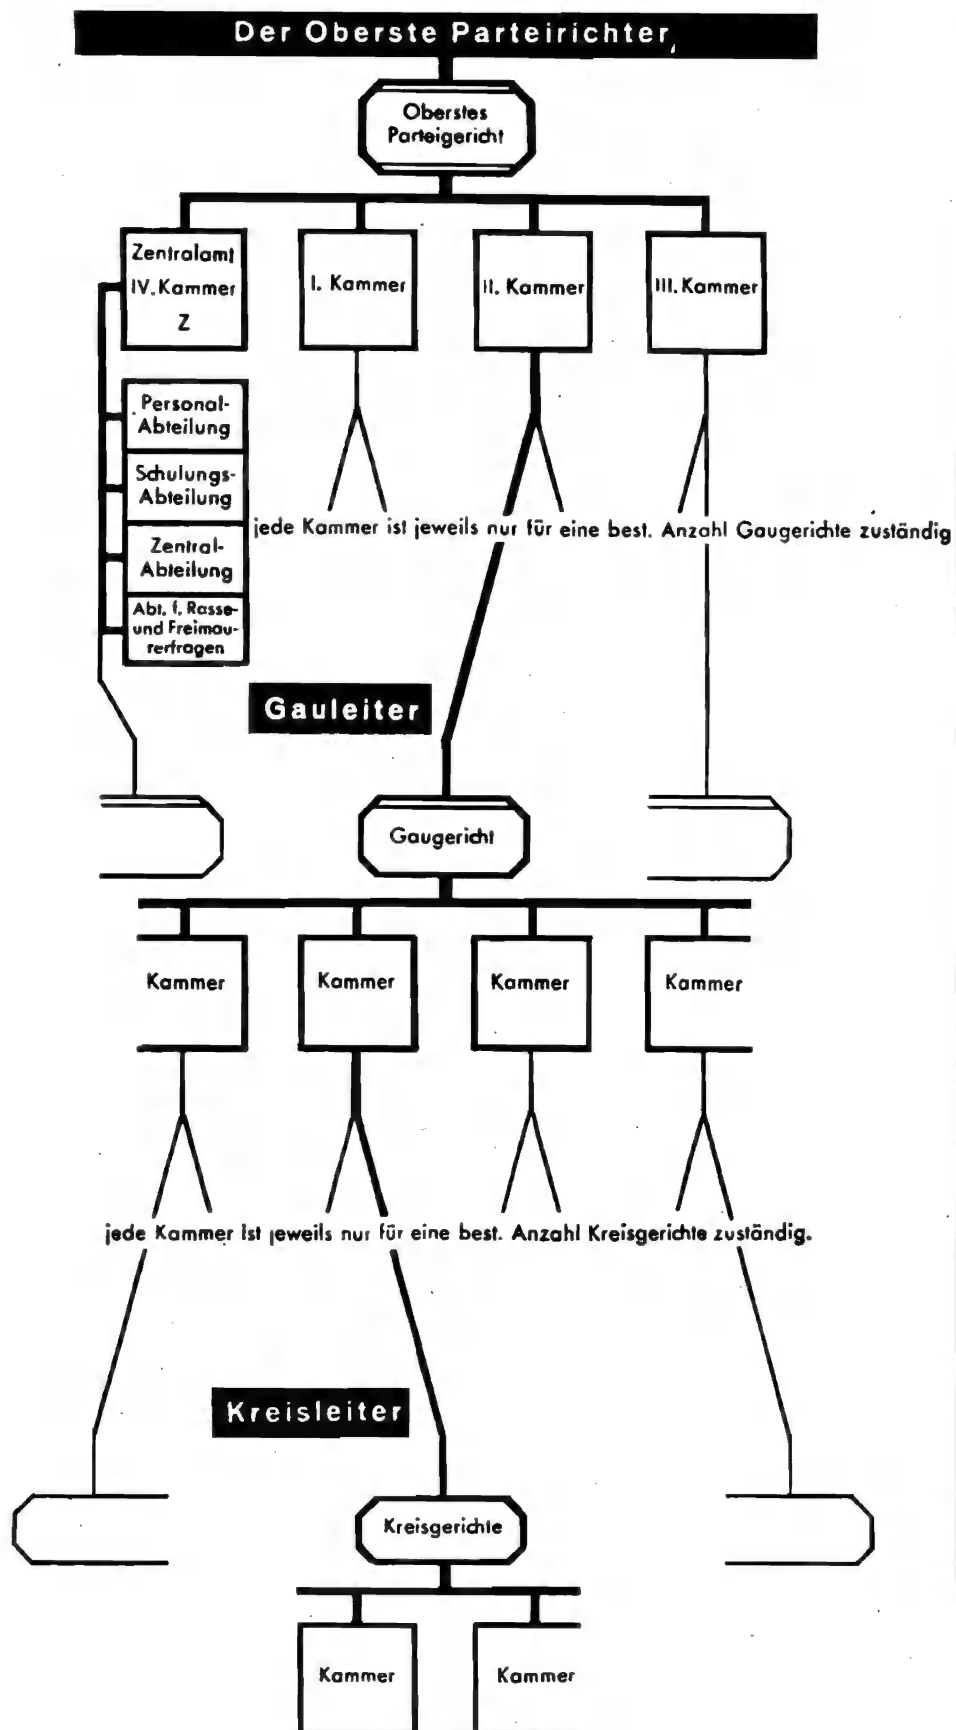 Der Oberste Parteirichter
Oberstes
Parteigericht
Zentralamt
IV. Kammer
Z
I. Kammer
II. Kammer
III. Kammer
Personal-
Abteilung
Schulungs-
Abteilung
Zentral-
Abteilung
Abt. f. Rasse-
und Freimau-
rerfragen
jede Kammer ist jeweils nur für eine best. Anzahl Gaugerichte zuständig
Gauleiter
Gaugericht
Kammer
Kammer
Kammer
Kammer
jede Kammer ist jeweils nur für eine best. Anzahl Kreisgerichte zuständig.
Kreisleiter
Kreisgerichte
Kammer
Kammer